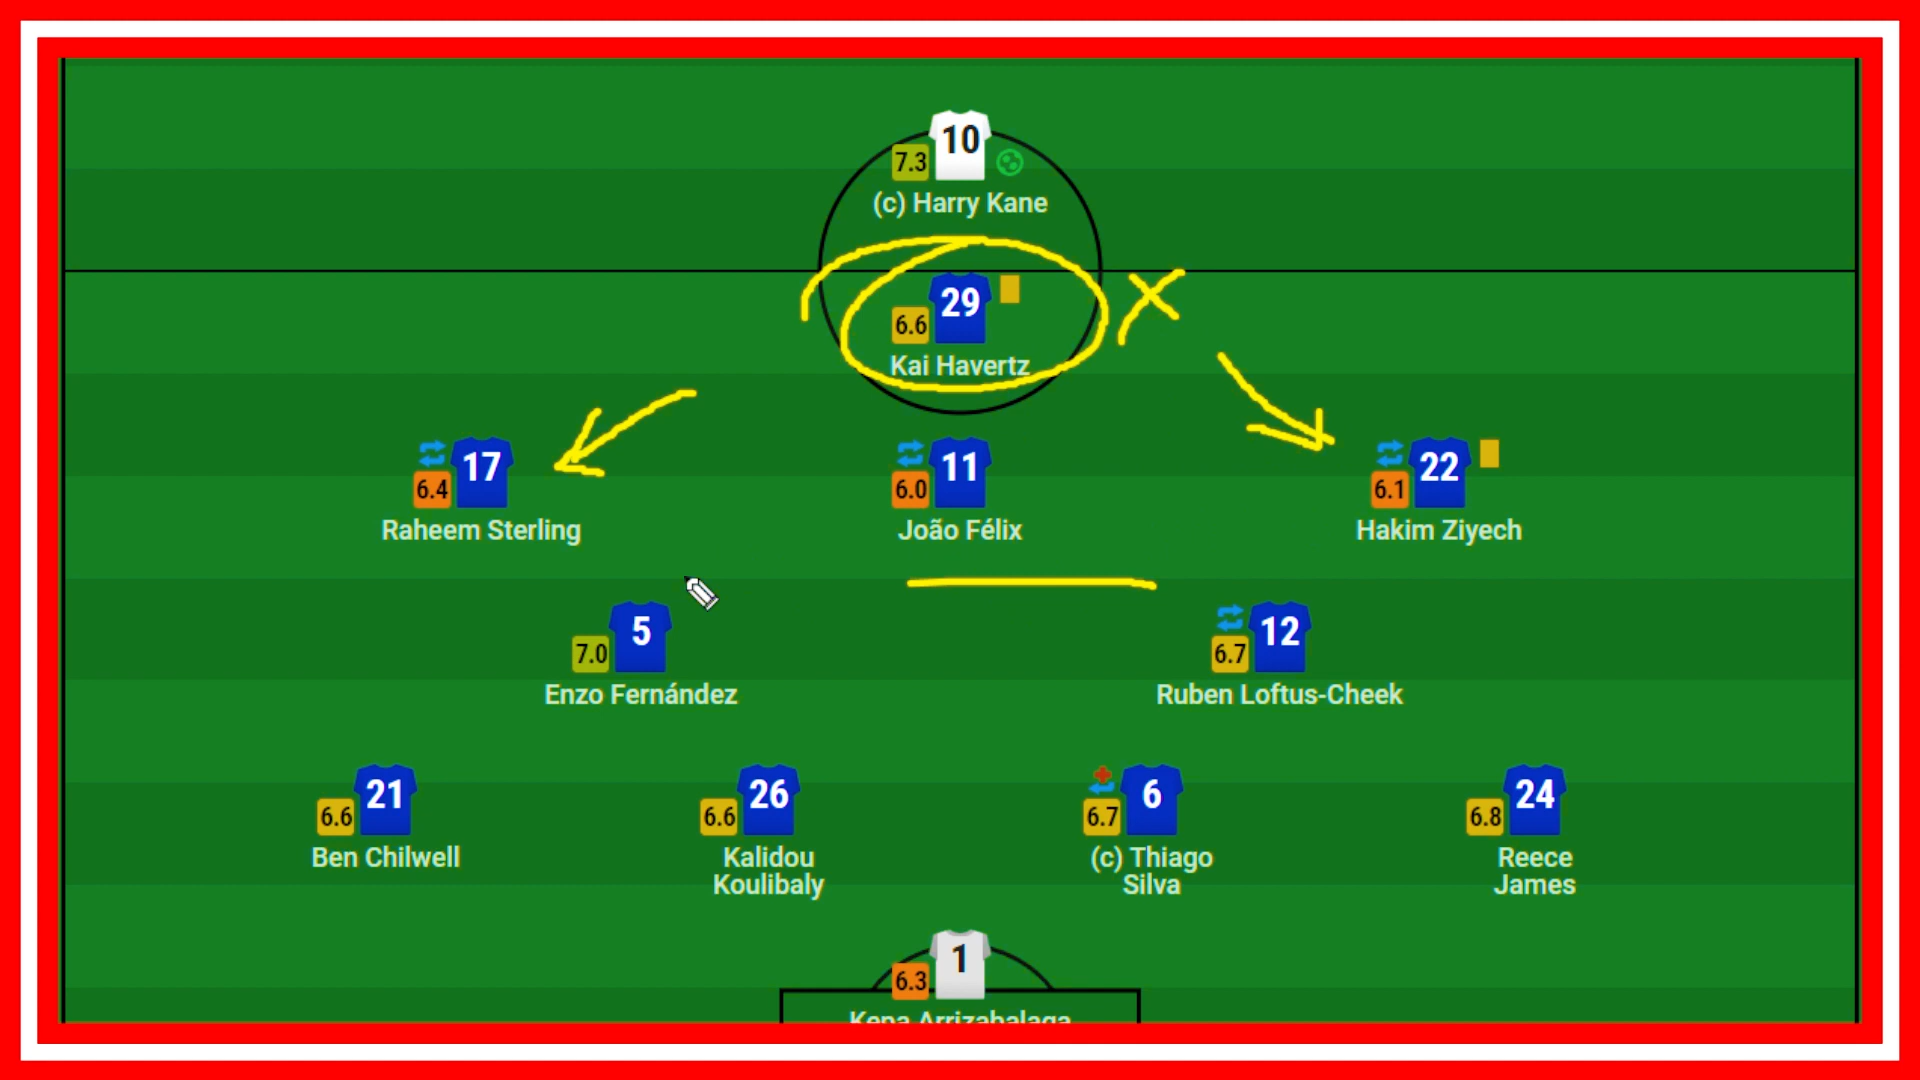 10
7.3
(c) Harry Kane
29
6.6
Kai Havertz
17
6.4
Raheem Sterling
11
6.0
João Félix
22
6.1
Hakim Ziyech
5
7.0
Enzo Fernández
12
6.7
Ruben Loftus-Cheek
21
6.6
Ben Chilwell
26
6.6
Kalidou
Koulibaly
6
6.7
(c) Thiago
Silva
24
6.8
Reece
James
1
6.3
Kepa Arrizabalaga